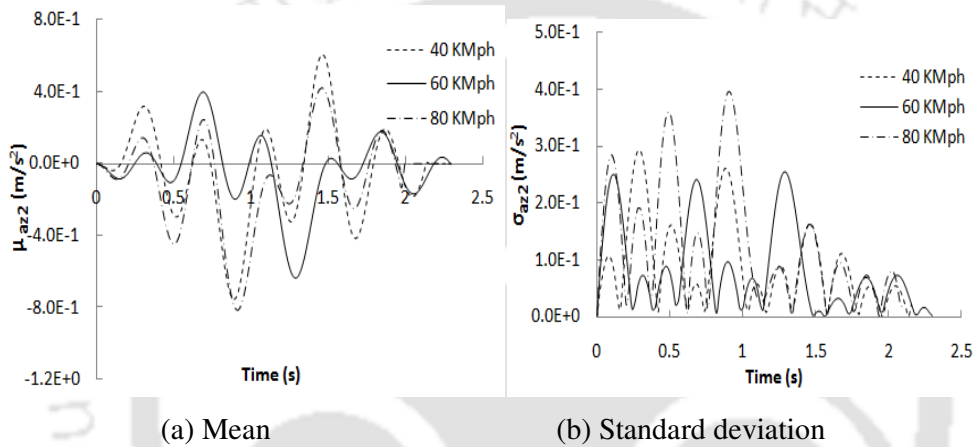 8.0E-1
4.0E-1
0.0E+0
-4.0E-1
-8.0E-1
-1.2E+0
μaz2 (m/s²)
0 0.5 1 1.5 2 2.5
Time (s)
40 KMph
60 KMph
80 KMph
(a) Mean
5.0E-1
4.0E-1
3.0E-1
2.0E-1
1.0E-1
0.0E+0
σaz2 (m/s²)
0 0.5 1 1.5 2 2.5
Time (s)
40 KMph
60 KMph
80 KMph
(b) Standard deviation